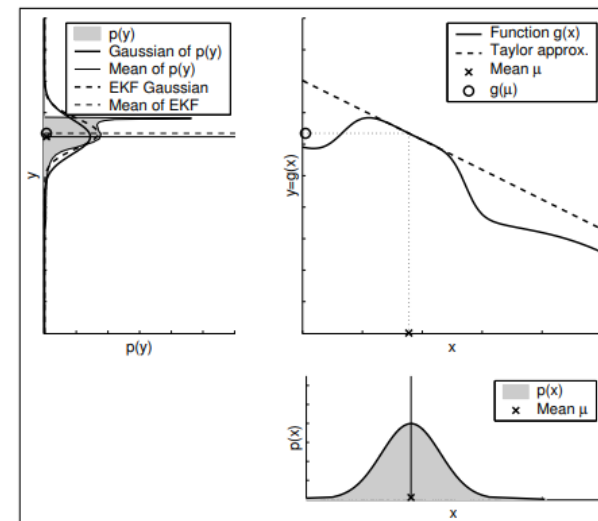 p(y)
Gaussian of p(y)
Mean of p(y)
EKF Gaussian
Mean of EKF
y
p(y)
Function g(x)
Taylor approx.
Mean μ
g(μ)
y=g(x)
x
p(x)
Mean μ
p(x)
x